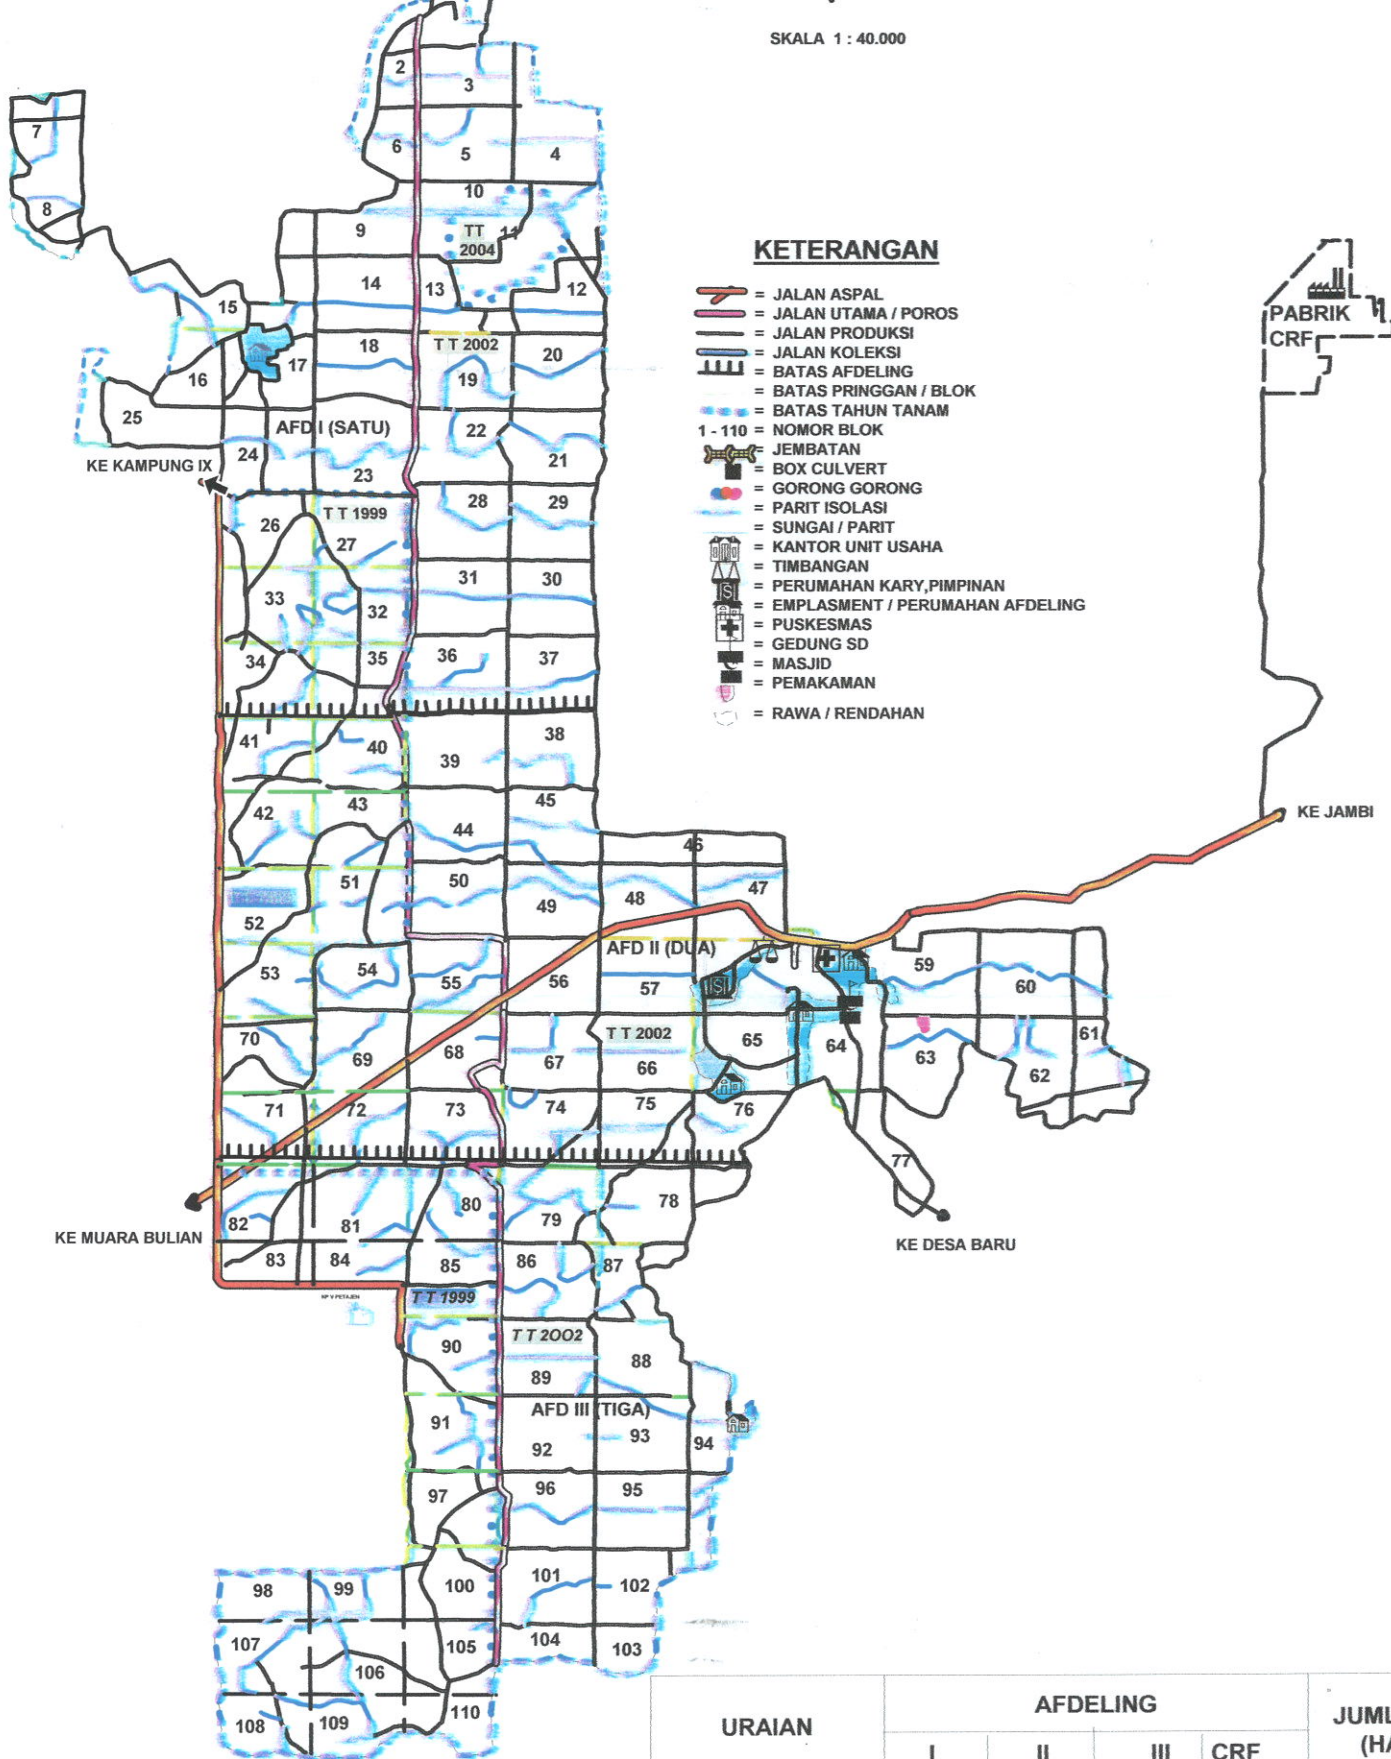 SKALA 1 : 40.000
2
3
7
6
5
4
8
10
9
TT
2004
11
14
13
12
15
18
T T 2002
20
17
16
19
25
AFD I (SATU)
22
24
21
KE KAMPUNG IX
23
28
29
26
T T 1999
27
31
30
33
32
34
35
36
37
41
40
39
38
42
43
45
44
46
51
50
47
48
49
52
AFD II (DUA)
53
54
55
56
57
59
60
70
69
68
67
T T 2002
66
65
64
63
61
62
71
72
73
74
75
76
77
80
78
82
81
79
KE MUARA BULIAN
KE DESA BARU
83
84
85
86
87
T T 1999
90
T T 2OO2
88
89
91
AFD III (TIGA)
92
93
94
97
96
95
98
99
100
101
102
107
105
104
103
106
108
109
110
KETERANGAN
= JALAN ASPAL
= JALAN UTAMA / POROS
= JALAN PRODUKSI
= JALAN KOLEKSI
= BATAS AFDELING
= BATAS PRINGGAN / BLOK
= BATAS TAHUN TANAM
1 - 110 = NOMOR BLOK
= JEMBATAN
= BOX CULVERT
= GORONG GORONG
= PARIT ISOLASI
= SUNGAI / PARIT
= KANTOR UNIT USAHA
= TIMBANGAN
= PERUMAHAN KARY,PIMPINAN
= EMPLASMENT / PERUMAHAN AFDELING
= PUSKESMAS
= GEDUNG SD
= MASJID
= PEMAKAMAN
= RAWA / RENDAHAN
PABRIK
CRF
KE JAMBI
URAIAN
AFDELING
I
II
III
CRF